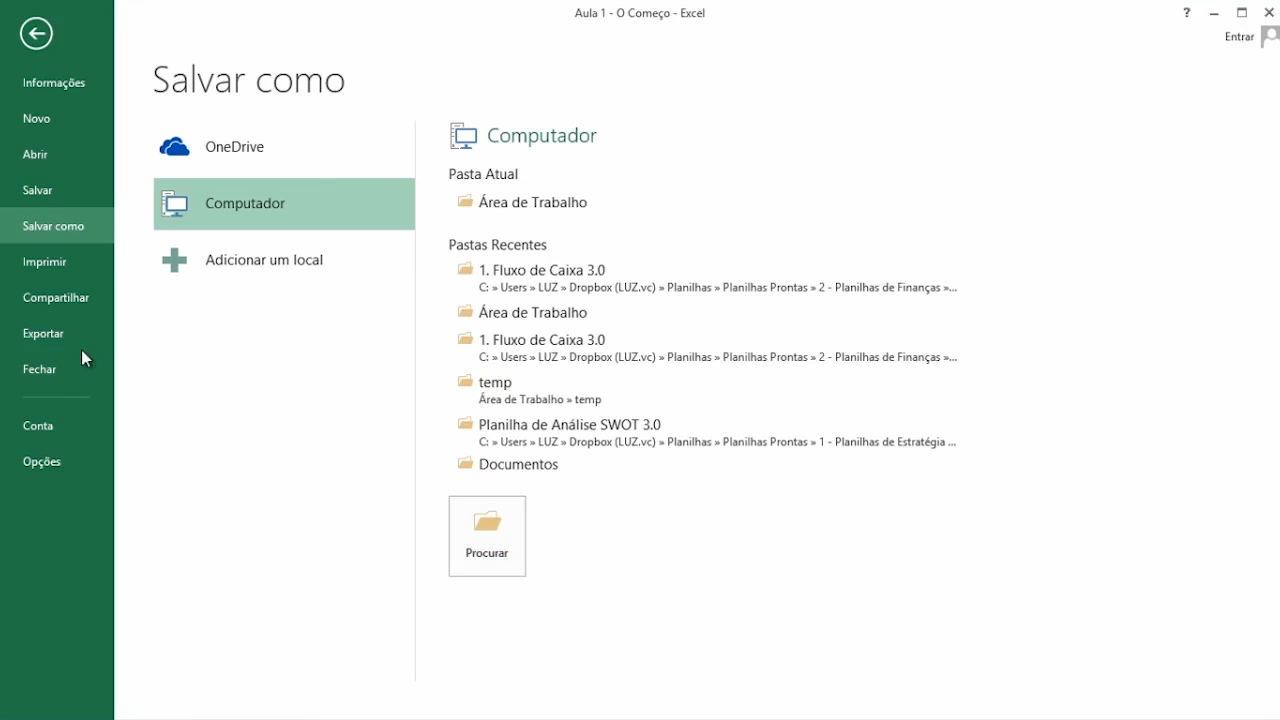 Aula 1 - O Começo - Excel
?
Entrar
Informações
Novo
Abrir
Salvar
Salvar como
Imprimir
Compartilhar
Exportar
Fechar
Conta
Opções
Salvar como
OneDrive
Computador
Adicionar um local
Computador
Pasta Atual
Área de Trabalho
Pastas Recentes
1. Fluxo de Caixa 3.0
C: » Users » LUZ » Dropbox (LUZ.vc) » Planilhas » Planilhas Prontas » 2 - Planilhas de Finanças »...
Área de Trabalho
1. Fluxo de Caixa 3.0
C: » Users » LUZ » Dropbox (LUZ.vc) » Planilhas » Planilhas Prontas » 2 - Planilhas de Finanças »...
temp
Área de Trabalho » temp
Planilha de Análise SWOT 3.0
C: » Users » LUZ » Dropbox (LUZ.vc) » Planilhas » Planilhas Prontas » 1 - Planilhas de Estratégia ...
Documentos
Procurar